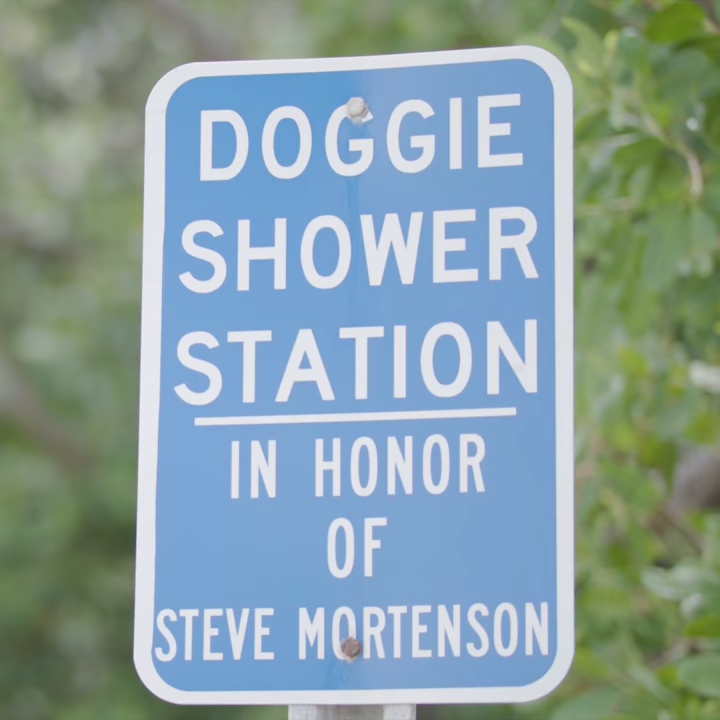 DOGGIE
SHOWER
STATION
IN HONOR
OF
STEVE MORTENSON